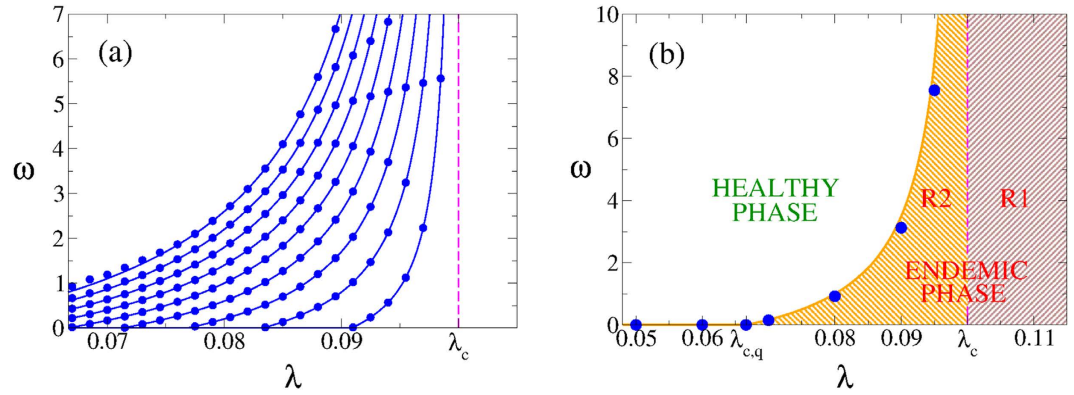 (a)
7
6
5
4
3
2
1
0
ω
0.07
0.08
0.09
λc
λ
(b)
10
8
6
4
2
0
ω
HEALTHY
PHASE
R2
R1
ENDEMIC
PHASE
0.05
0.06
λc,q
0.08
0.09
λc
0.11
λ